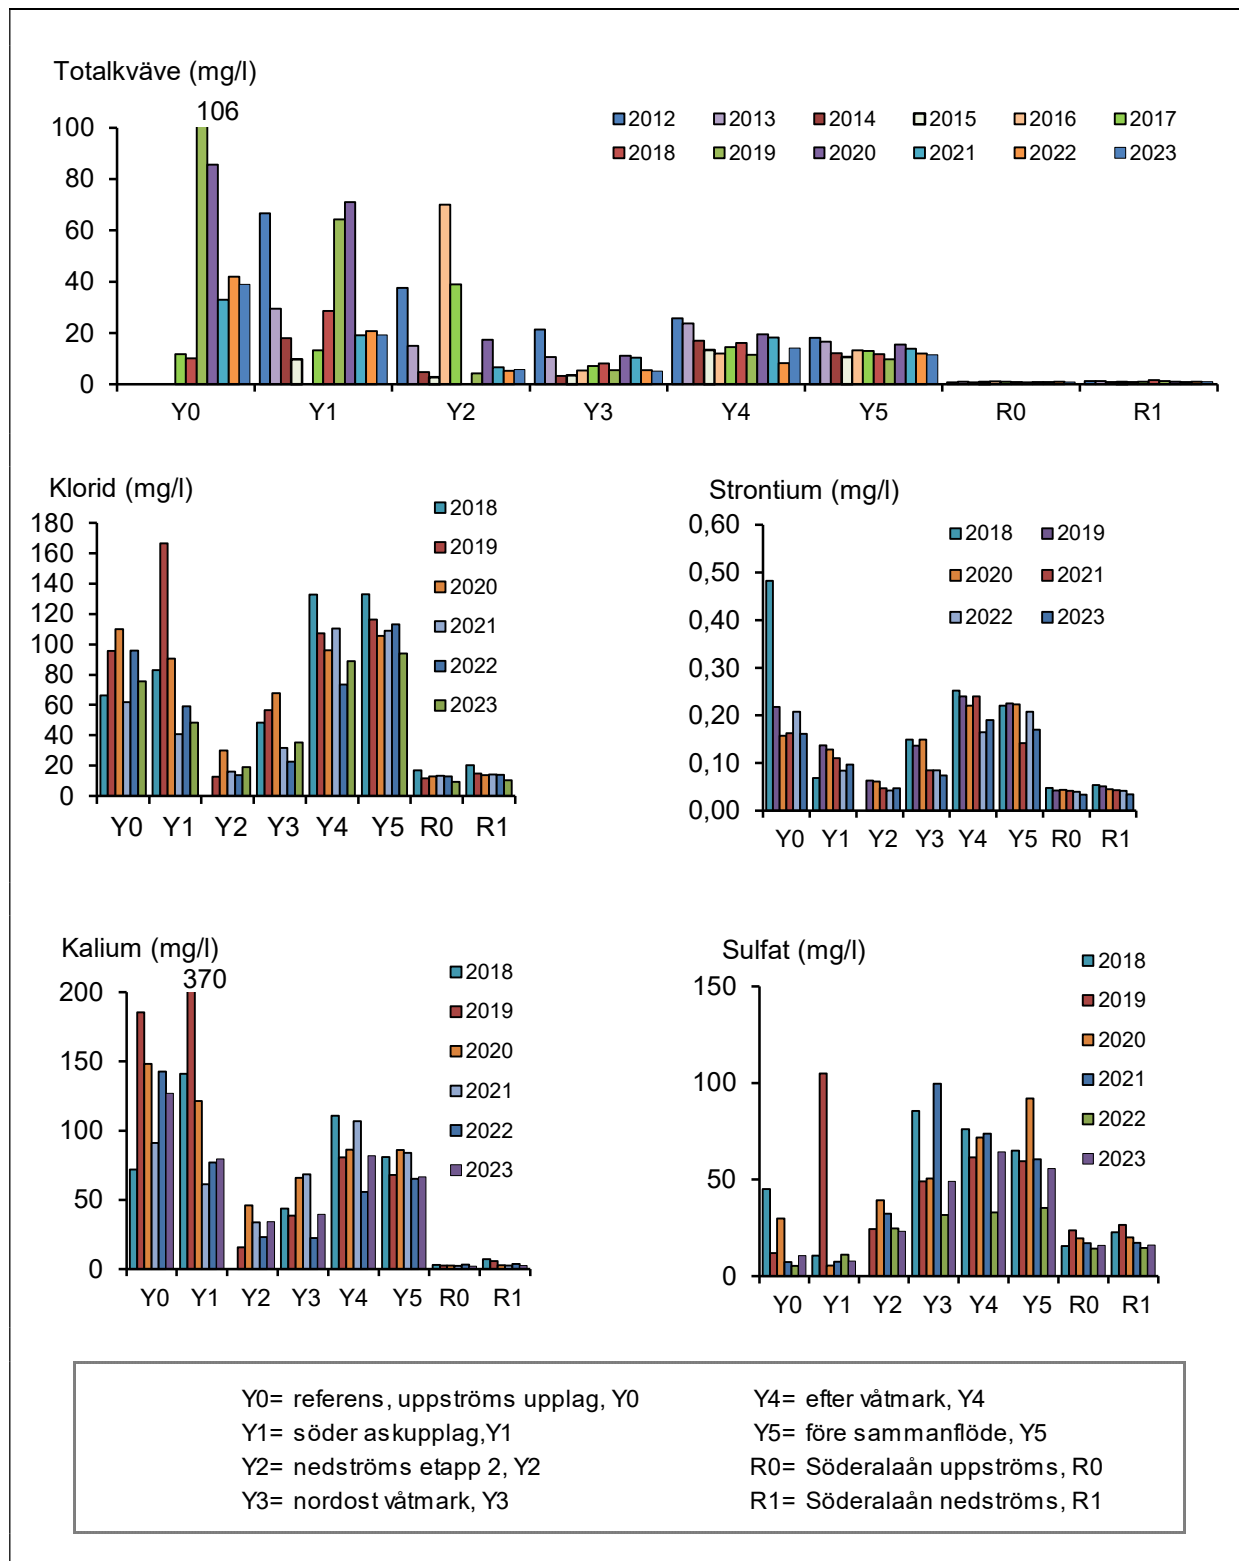 Totalkväve (mg/l)
106
2012 2013 2014 2015 2016 2017
2018 2019 2020 2021 2022 2023
100
80
60
40
20
0
Y0 Y1 Y2 Y3 Y4 Y5 R0 R1
Klorid (mg/l)
180
160
140
120
100
80
60
40
20
0
2018
2019
2020
2021
2022
2023
Y0 Y1 Y2 Y3 Y4 Y5 R0 R1
Strontium (mg/l)
0,60
0,50
0,40
0,30
0,20
0,10
0,00
2018 2019
2020 2021
2022 2023
Y0 Y1 Y2 Y3 Y4 Y5 R0 R1
Kalium (mg/l)
370
200
150
100
50
0
2018
2019
2020
2021
2022
2023
Y0 Y1 Y2 Y3 Y4 Y5 R0 R1
Sulfat (mg/l)
150
100
50
0
2018
2019
2020
2021
2022
2023
Y0 Y1 Y2 Y3 Y4 Y5 R0 R1
Y0= referens, uppströms upplag, Y0
Y1= söder askupplag,Y1
Y2= nedströms etapp 2, Y2
Y3= nordost våtmark, Y3
Y4= efter våtmark, Y4
Y5= före sammanflöde, Y5
R0= Söderalaån uppströms, R0
R1= Söderalaån nedströms, R1